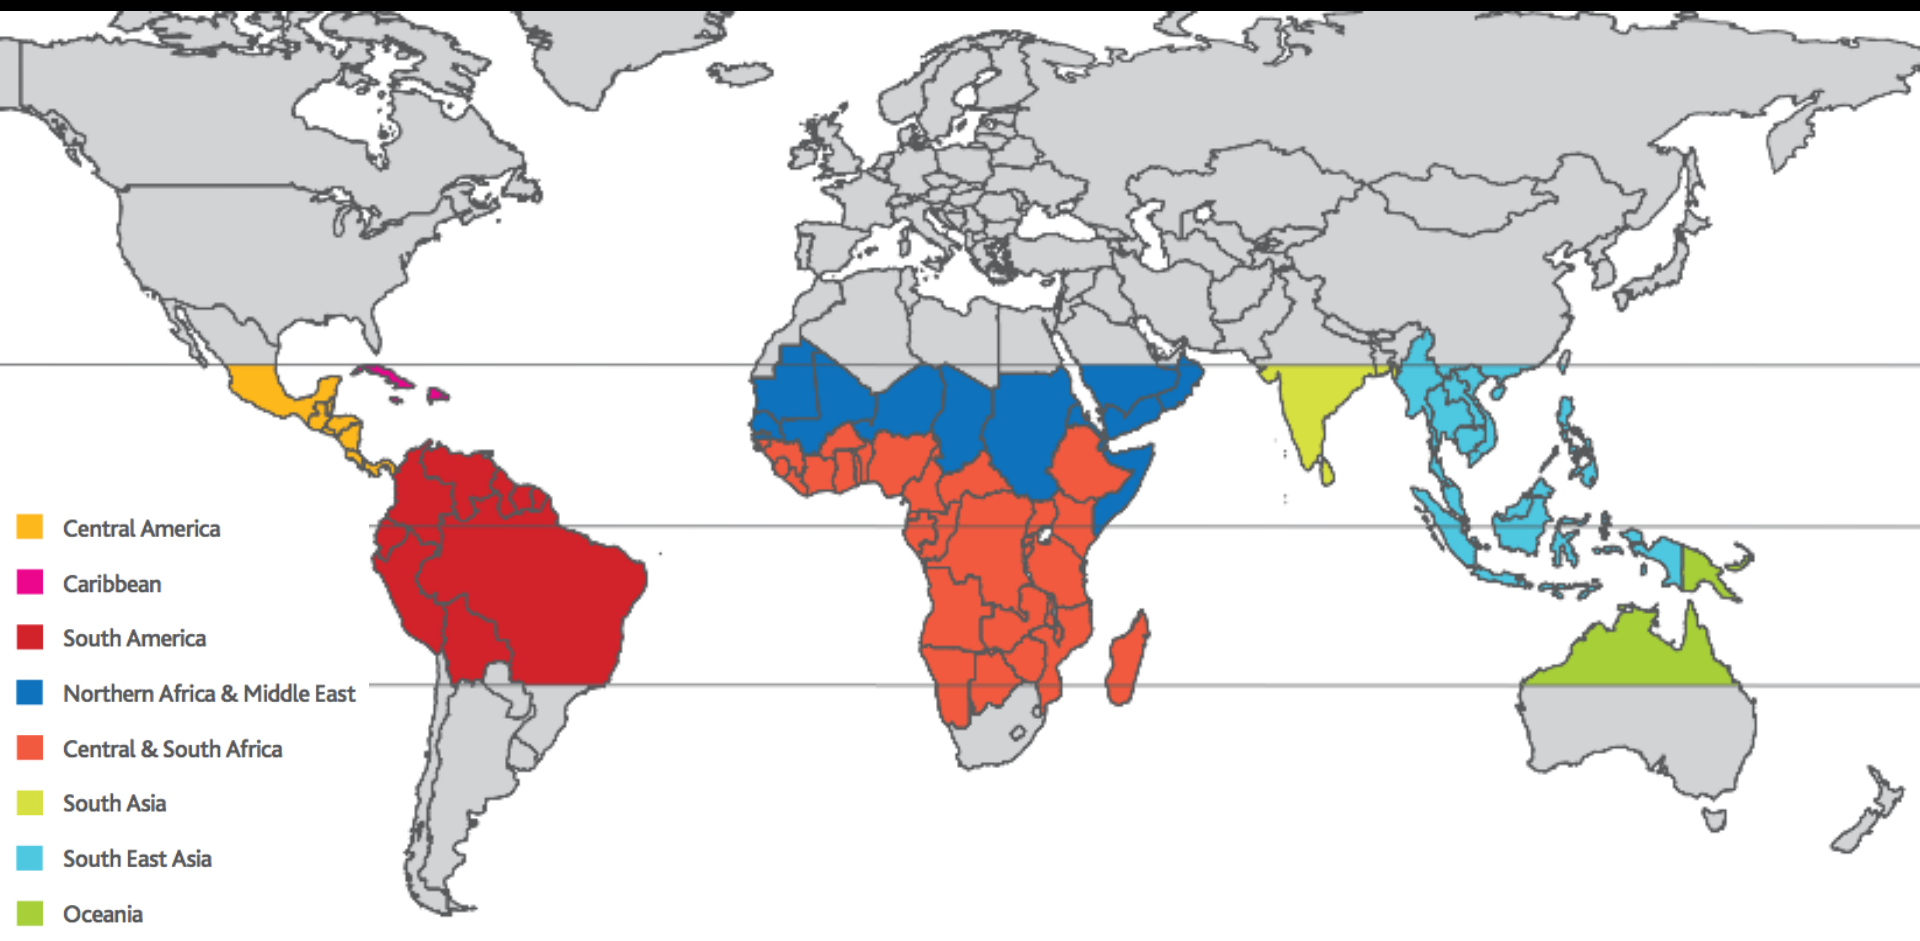 Central America
Caribbean
South America
Northern Africa & Middle East
Central & South Africa
South Asia
South East Asia
Oceania